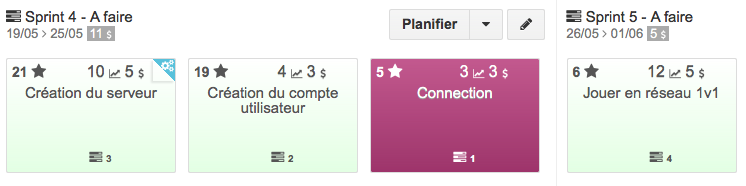 Sprint 4 - A faire
19/05 > 25/05 11 $
Planifier
21 10 5 $
Création du serveur
3
19 4 3 $
Création du compte
utilisateur
2
5 3 3 $
Connection
1
Sprint 5 - A faire
26/05 > 01/06 5 $
6 12 5 $
Jouer en réseau 1v1
4